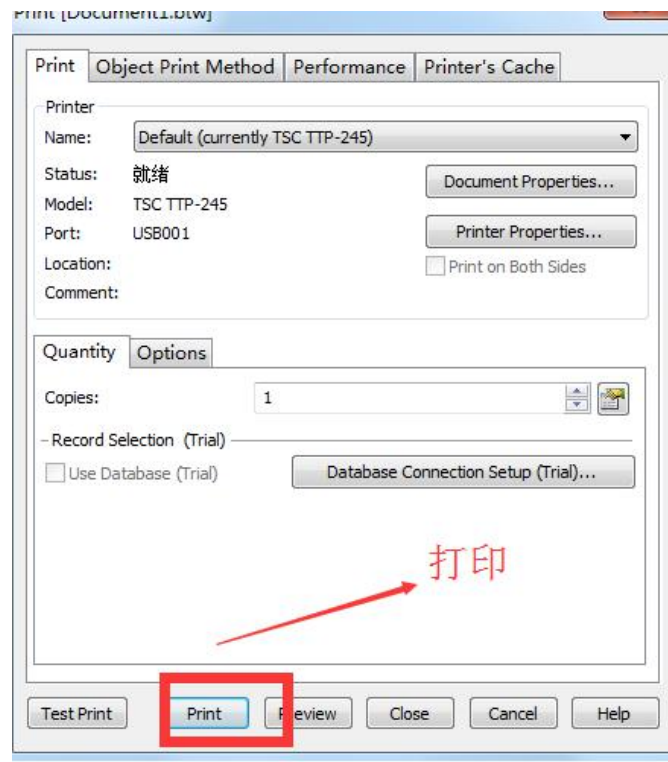 Print [Document1.btw]
Print Object Print Method Performance Printer's Cache
Printer
Name: Default (currently TSC TTP-245)
Status: 就绪
Document Properties...
Model: TSC TTP-245
Port: USB001
Printer Properties...
Location:
Print on Both Sides
Comment:
Quantity Options
Copies: 1
Record Selection (Trial)
Use Database (Trial) Database Connection Setup (Trial)...
打印
Test Print Print Preview Close Cancel Help